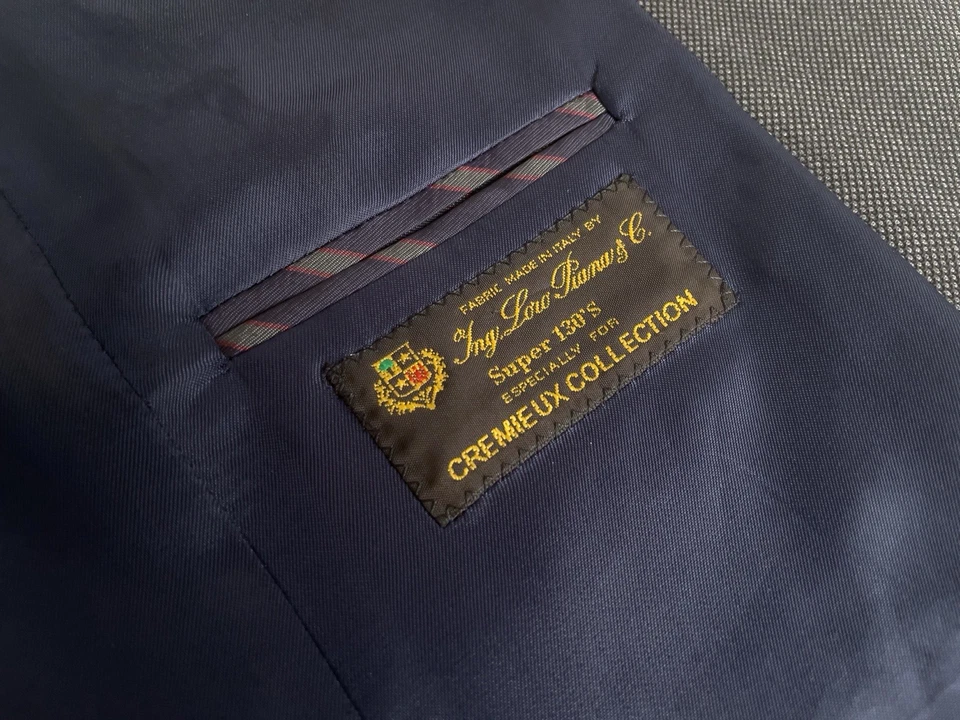 FABRIC MADE IN ITALY BY
Ing. Loro Piana & C.
Super 130'S
ESPECIALLY FOR
CREMIEUX COLLECTION